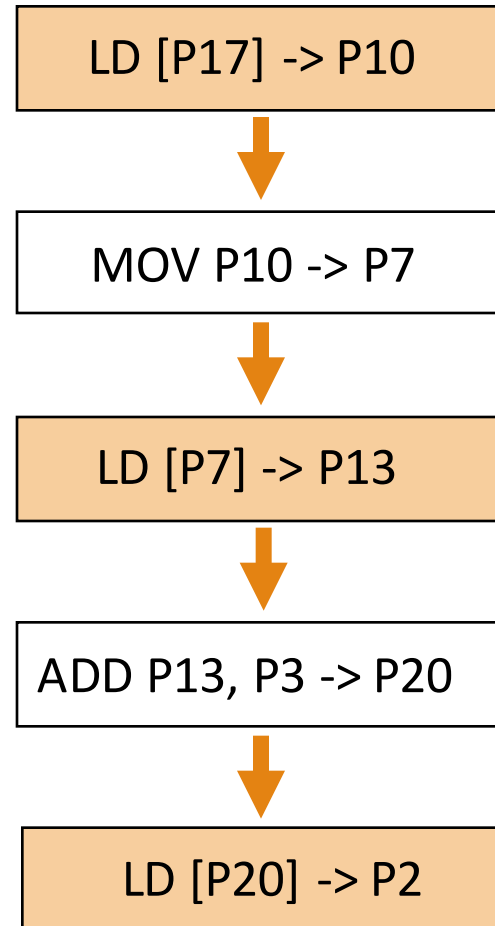 LD [P17] -> P10
MOV P10 -> P7
LD [P7] -> P13
ADD P13, P3 -> P20
LD [P20] -> P2